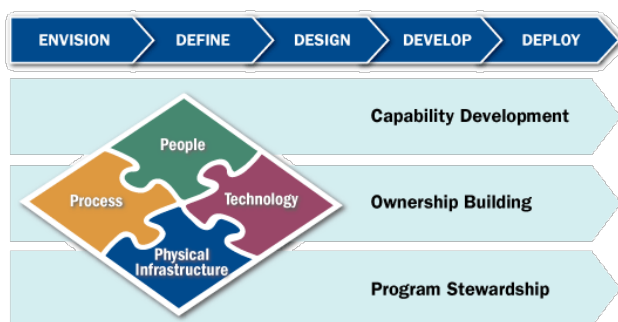 ENVISION DEFINE DESIGN DEVELOP DEPLOY
Capability Development
People
Process
Technology
Ownership Building
Physical
Infrastructure
Program Stewardship